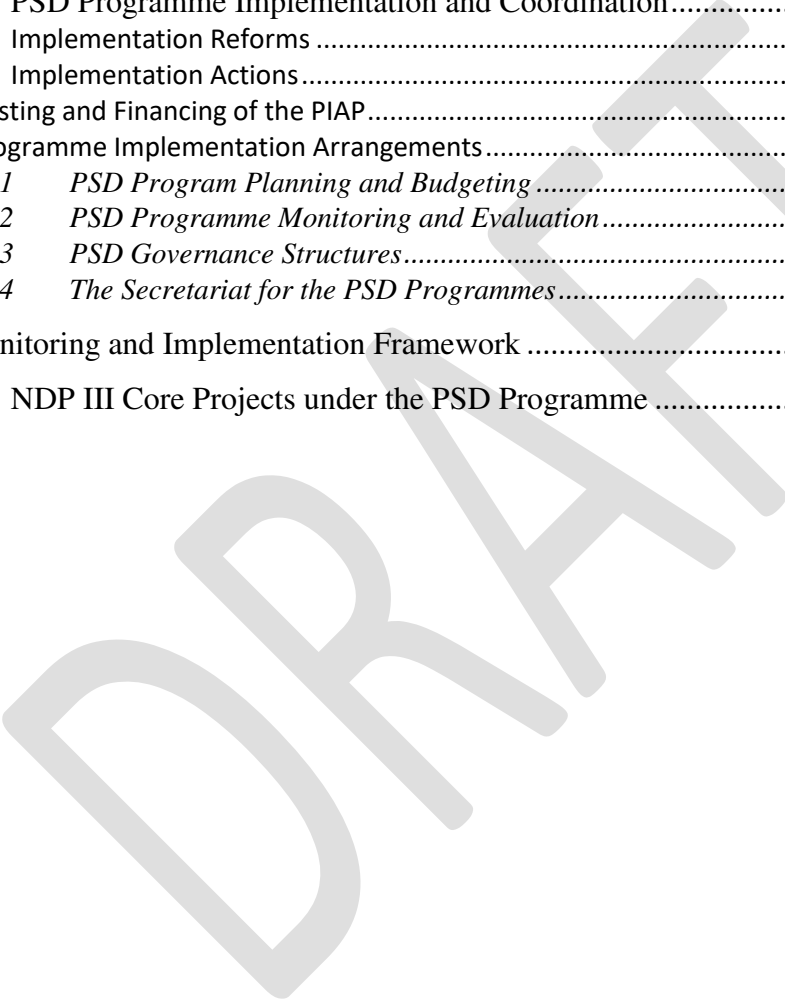 PSD Programme Implementation and Coordination..................
Implementation Reforms..................................................................................
Implementation Actions....................................................................................
sting and Financing of the PIAP.......................................................................
ogramme Implementation Arrangements.....................................................
1 PSD Program Planning and Budgeting..............................................
2 PSD Programme Monitoring and Evaluation.................................
3 PSD Governance Structures....................................................................
4 The Secretariat for the PSD Programmes........................................
nitoring and Implementation Framework..........................................
NDP III Core Projects under the PSD Programme.....................
DRAFT